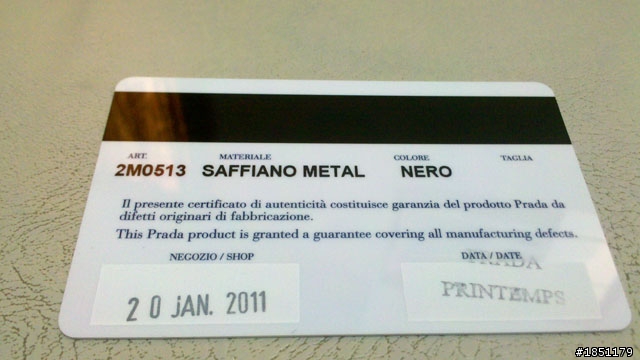 ART. MATERIALE COLORE TAGLIA
2M0513 SAFFIANO METAL NERO
Il presente certificato di autenticità costituisce garanzia del prodotto Prada da
difetti originari di fabbricazione.
This Prada product is granted a guarantee covering all manufacturing defects.
NEGOZIO / SHOP DATA / DATE
PRADA
20 JAN. 2011 PRINTEMPS
#1851179